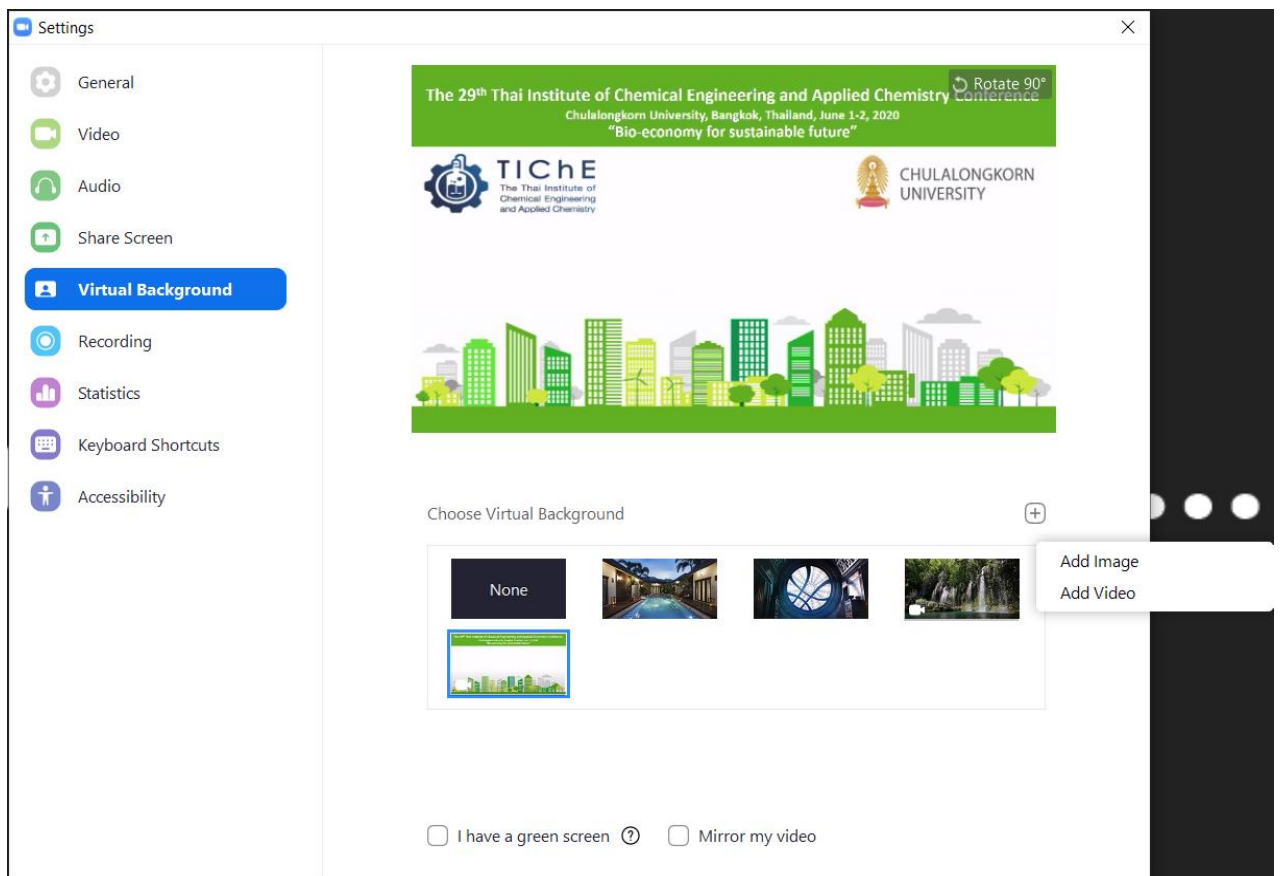 Settings
General
Video
Audio
Share Screen
Virtual Background
Recording
Statistics
Keyboard Shortcuts
Accessibility
Rotate 90°
The 29th Thai Institute of Chemical Engineering and Applied Chemistry Conference
Chulalongkorn University, Bangkok, Thailand, June 1-2, 2020
“Bio-economy for sustainable future”
TIChE
The Thai Institute of
Chemical Engineering
and Applied Chemistry
CHULALONGKORN
UNIVERSITY
Choose Virtual Background
Add Image
Add Video
None
I have a green screen
Mirror my video